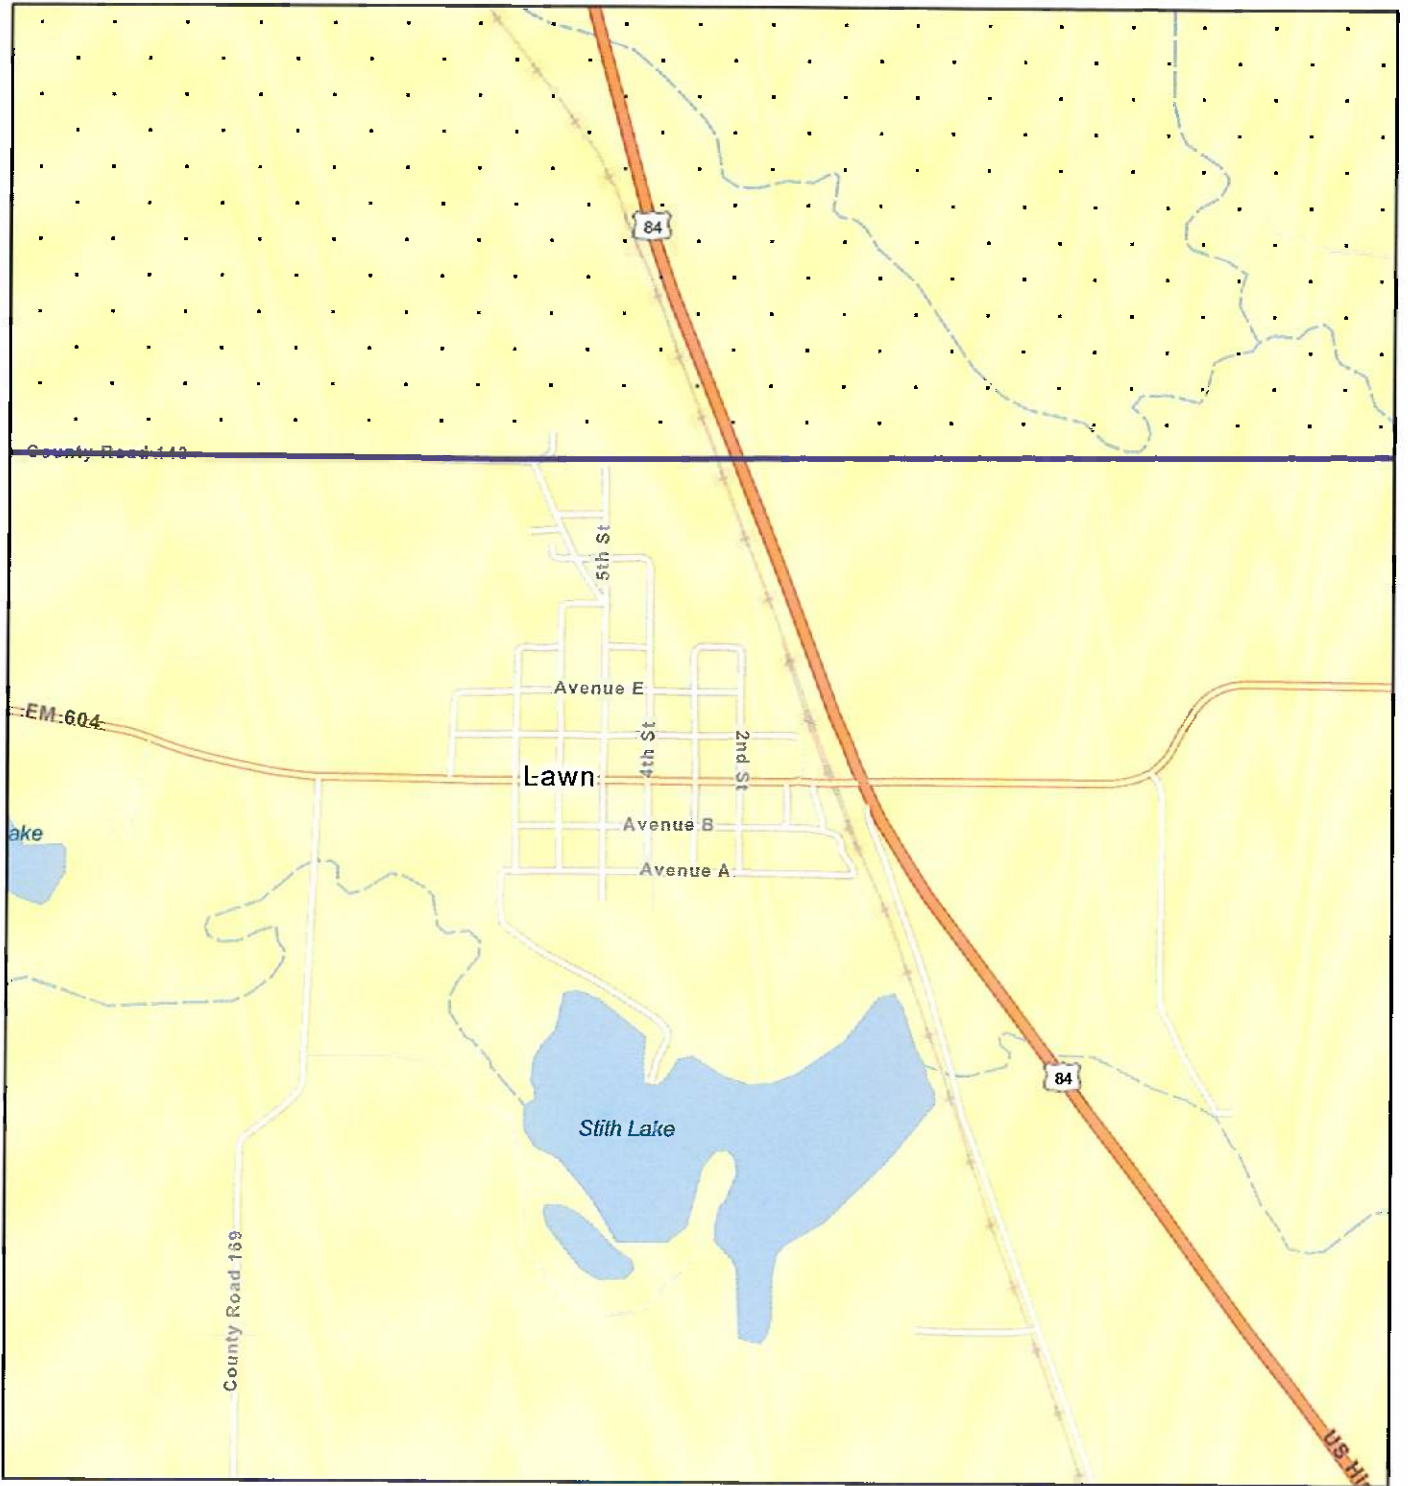 84
County Road 143
5th St
Avenue E
FM 604
4th St
2nd St
Lawn
Avenue B
ake
Avenue A
84
Stith Lake
County Road 169
US Hi